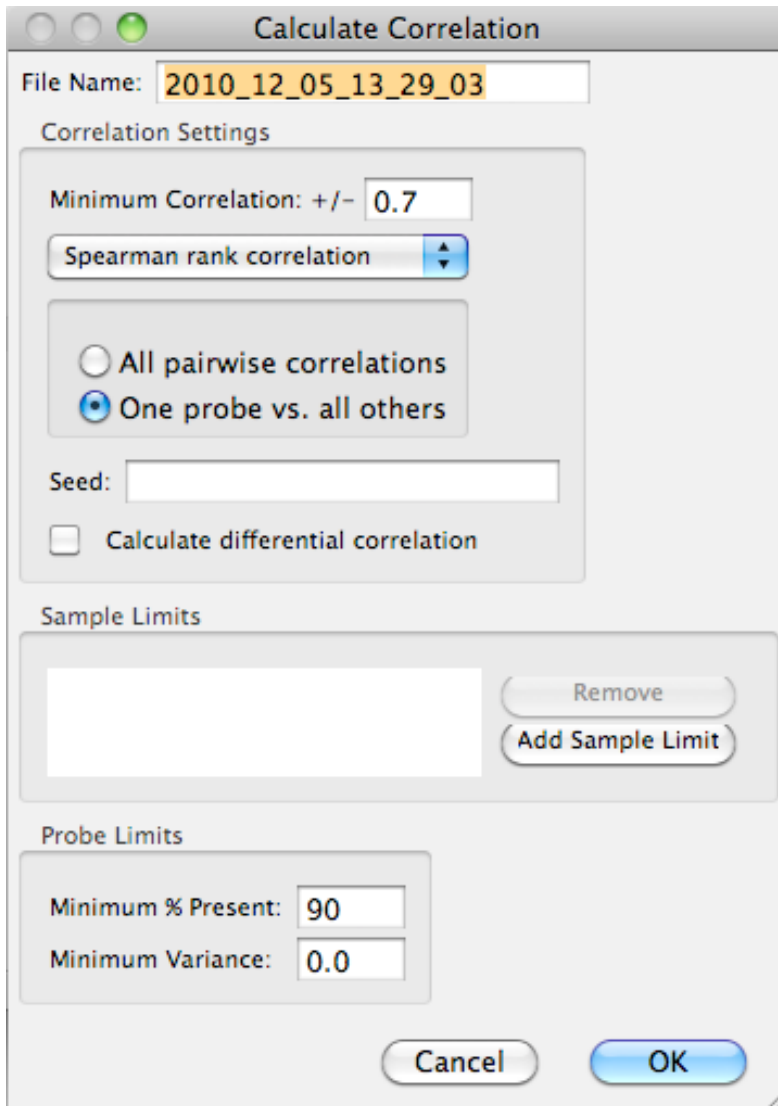 Calculate Correlation
File Name: 2010_12_05_13_29_03
Correlation Settings
Minimum Correlation: +/- 0.7
Spearman rank correlation
All pairwise correlations
One probe vs. all others
Seed:
Calculate differential correlation
Sample Limits
Remove
Add Sample Limit
Probe Limits
Minimum % Present: 90
Minimum Variance: 0.0
Cancel OK